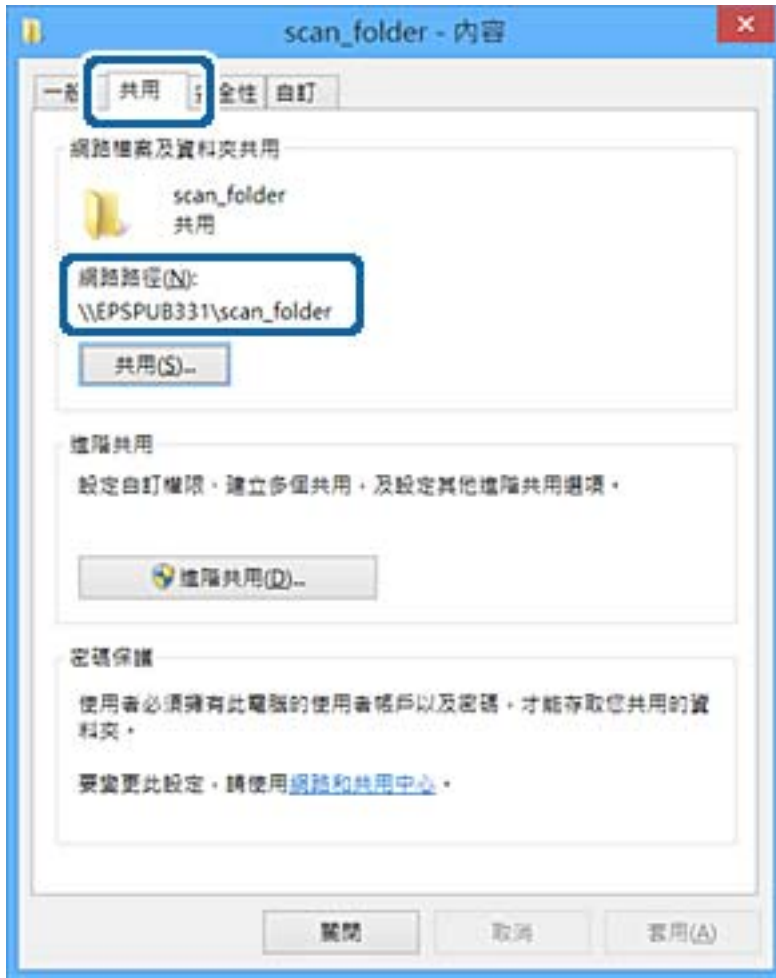 scan_folder - 內容
一般 共用 安全性 自訂
網路檔案及資料夾共用
scan_folder
共用
網路路徑(N):
\\EPSPUB331\scan_folder
共用(S)...
進階共用
設定自訂權限、建立多個共用，及設定其他進階共用選項。
進階共用(D)...
密碼保護
使用者必須擁有此電腦的使用者帳戶以及密碼，才能存取您共用的資
料夾。
要變更此設定，請使用網路和共用中心。
關閉 取消 套用(A)